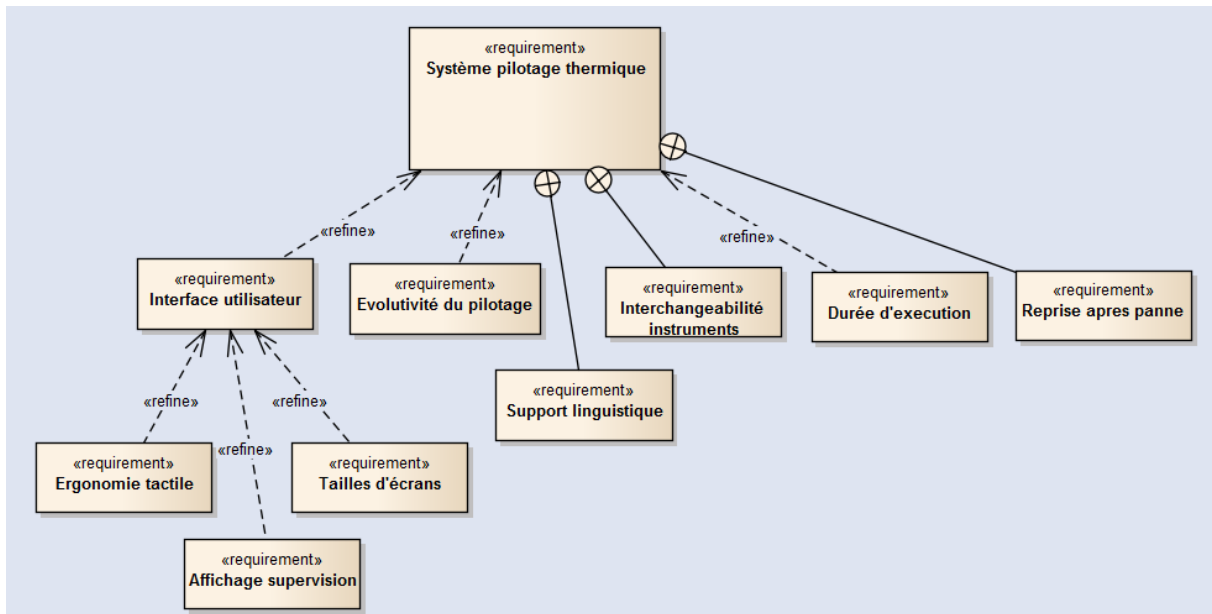 «requirement»
Système pilotage thermique
«refine»
«refine»
«refine»
«requirement»
Interface utilisateur
«requirement»
Evolutivité du pilotage
«requirement»
Interchangeabilité
instruments
«requirement»
Durée d'execution
«requirement»
Reprise apres panne
«requirement»
Support linguistique
«refine»
«refine»
«refine»
«requirement»
Ergonomie tactile
«requirement»
Tailles d'écrans
«requirement»
Affichage supervision